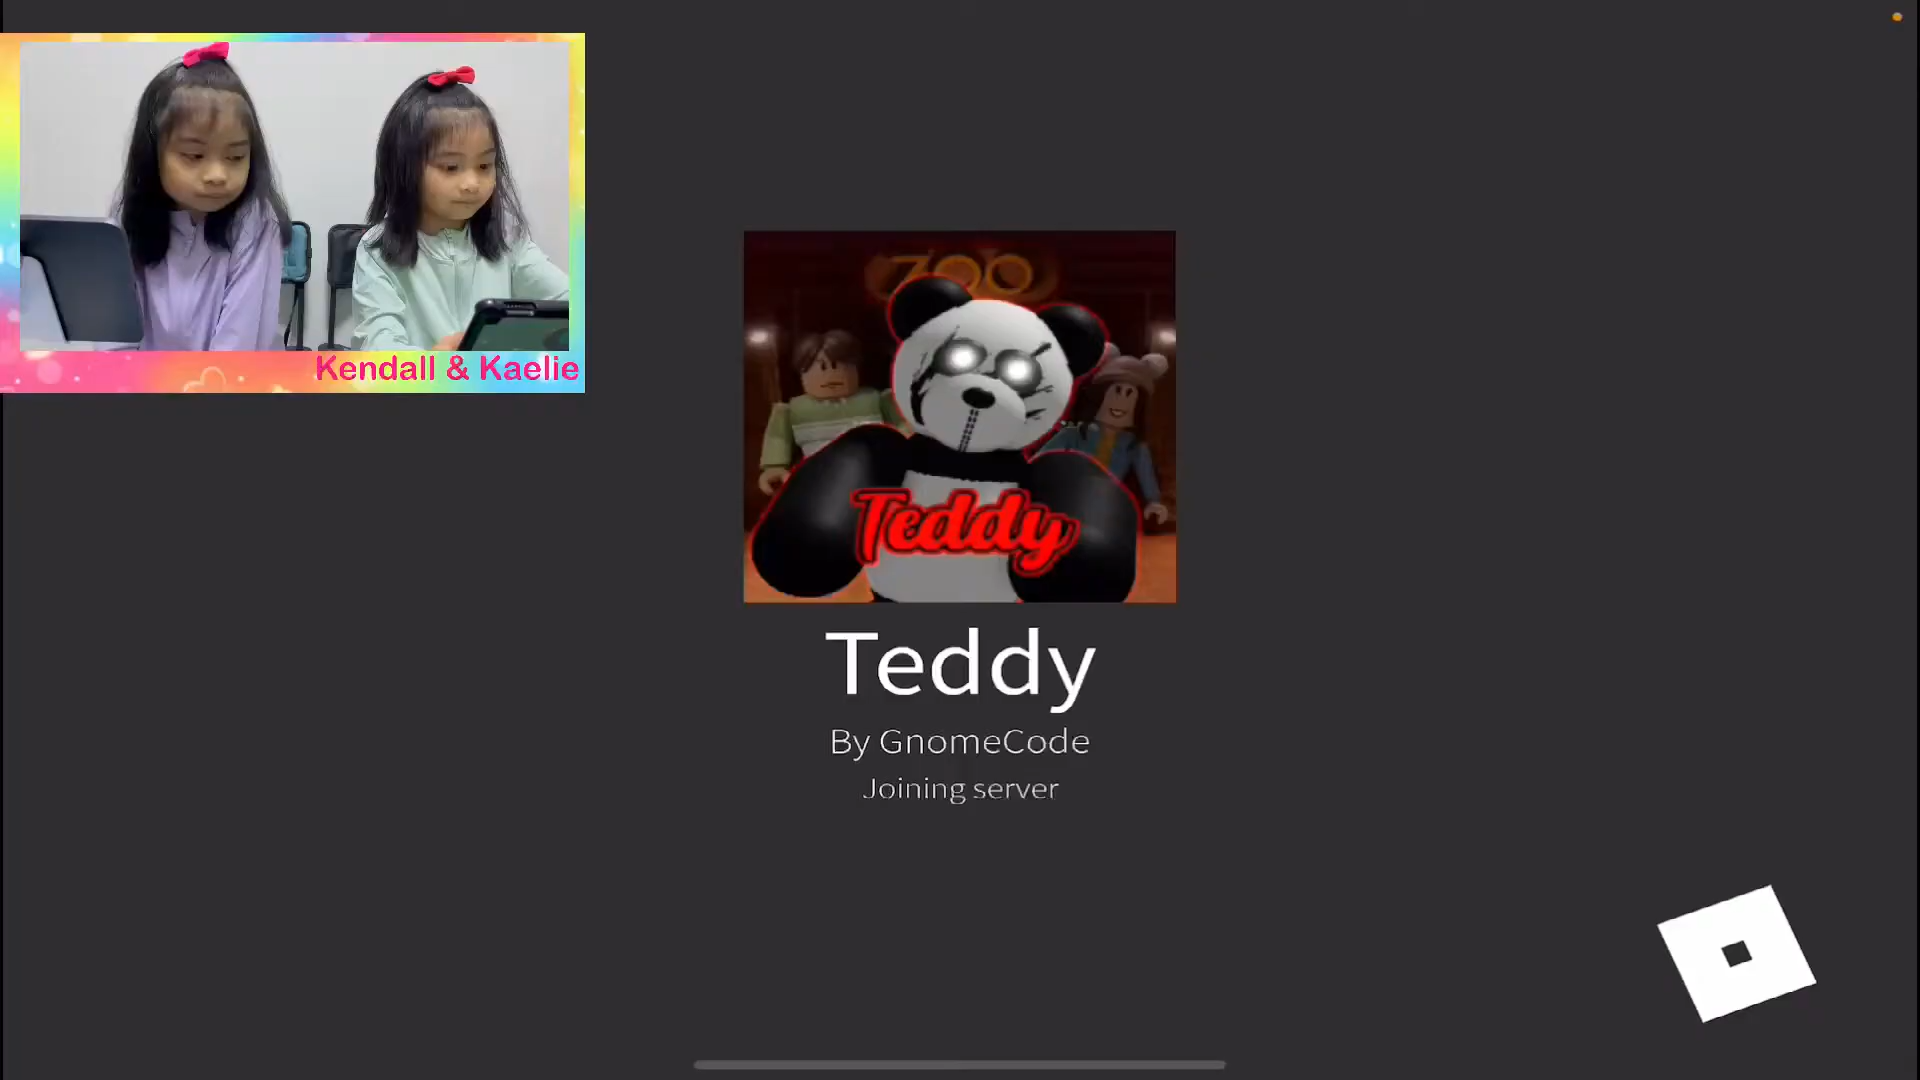 Kendall & Kaelie
ZOO
Teddy
Teddy
By GnomeCode
Joining server